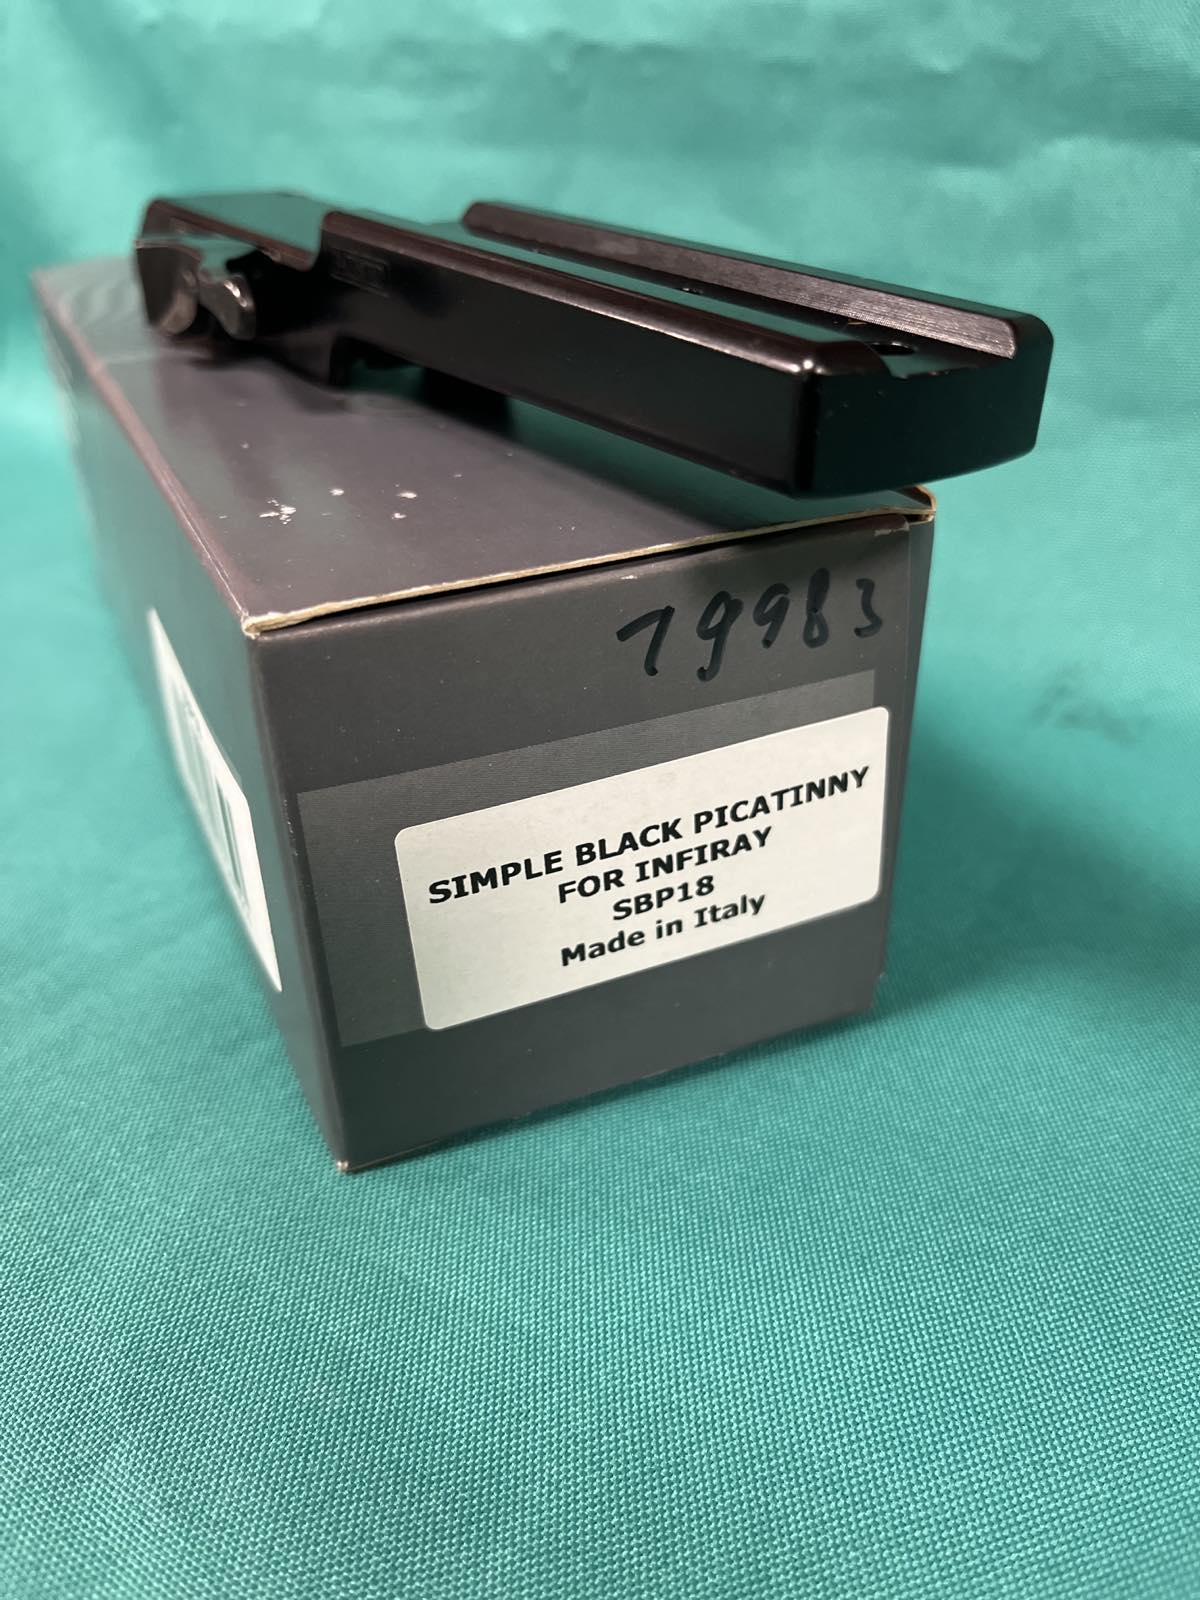 79983
SIMPLE BLACK PICATINNY
FOR INFIRAY
SBP18
Made in Italy